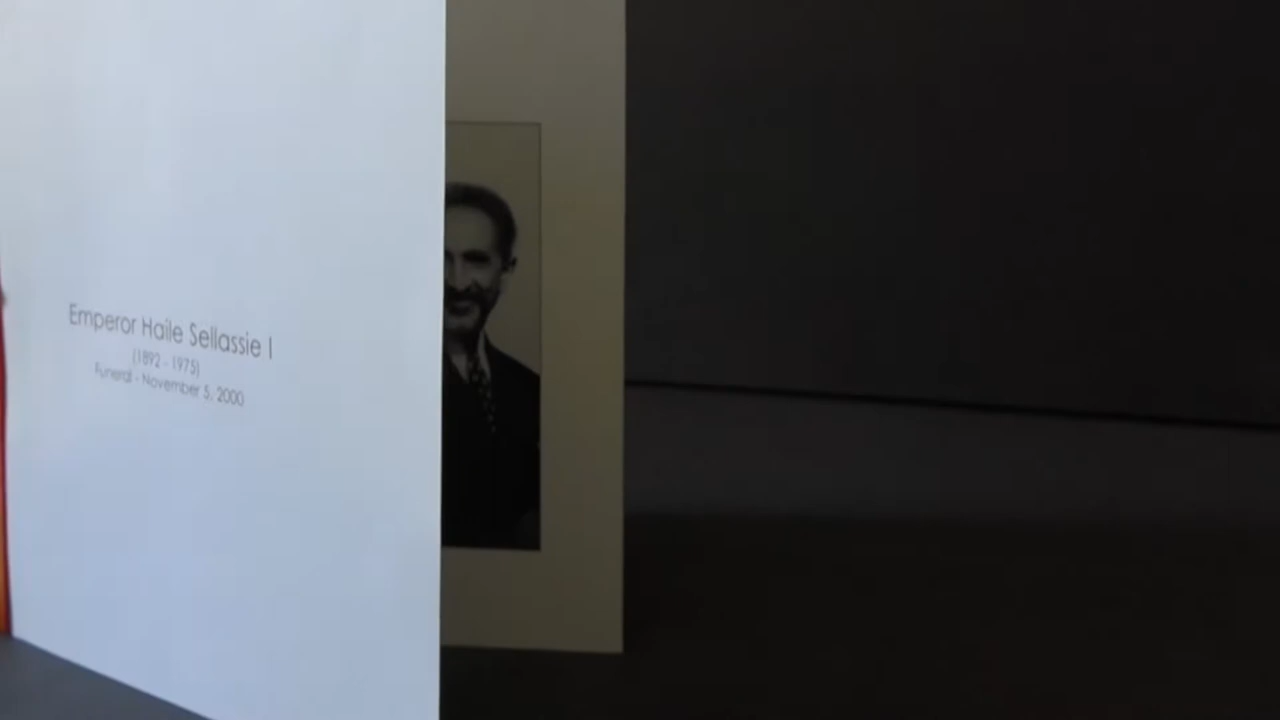 Emperor Haile Sellassie I
(1892 - 1975)
Funeral - November 5, 2000